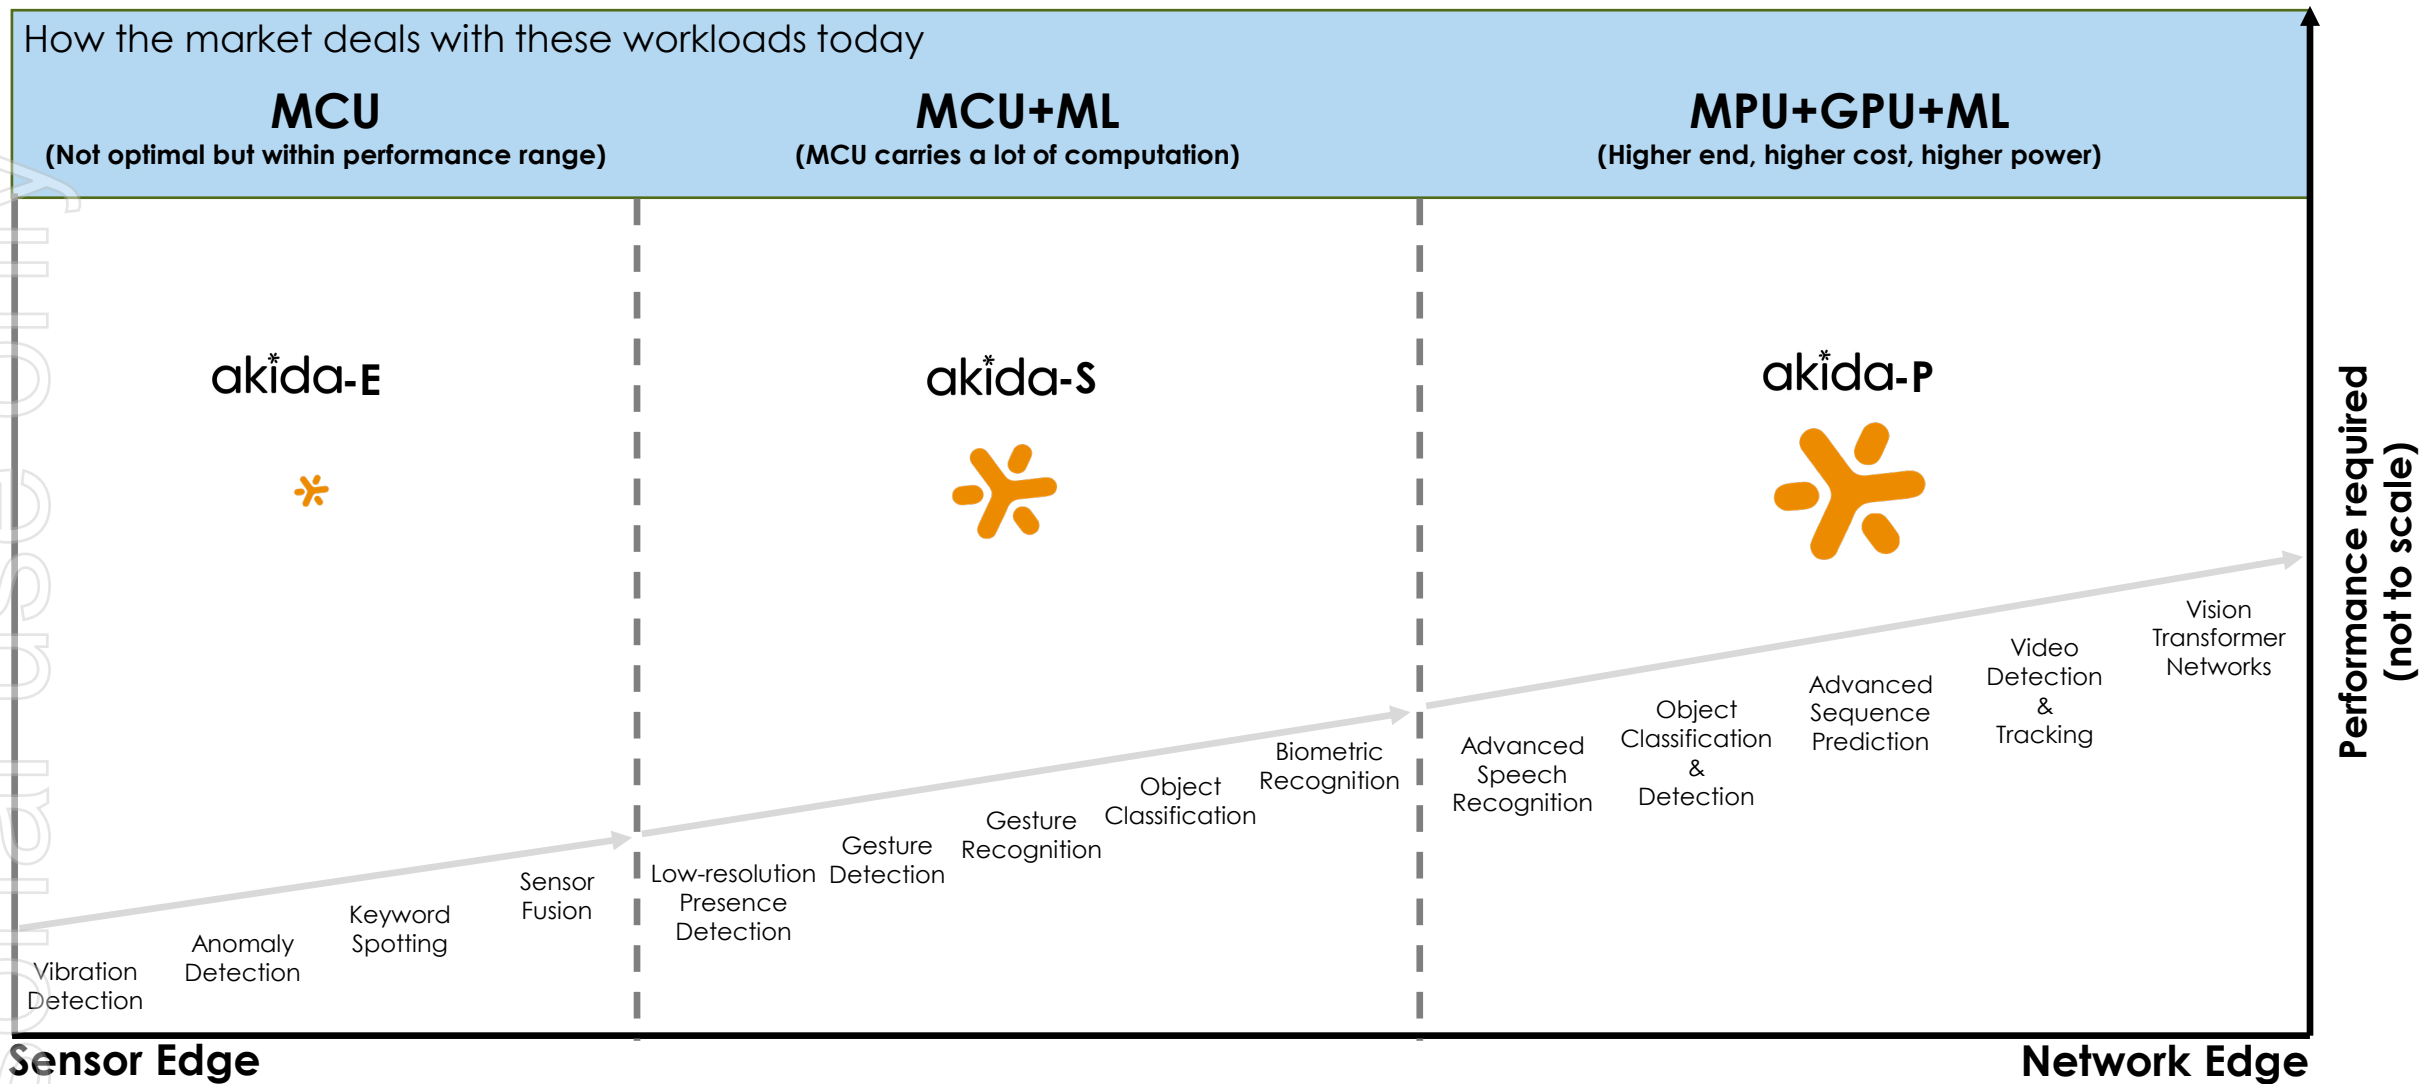 How the market deals with these workloads today
MCU
(Not optimal but within performance range)
MCU+ML
(MCU carries a lot of computation)
MPU+GPU+ML
(Higher end, higher cost, higher power)
akida-E
akida-S
akida-P
Vibration
Detection
Anomaly
Detection
Keyword
Spotting
Sensor
Fusion
Low-resolution
Presence
Detection
Gesture
Detection
Gesture
Recognition
Object
Classification
Biometric
Recognition
Advanced
Speech
Recognition
Object
Classification
&
Detection
Advanced
Sequence
Prediction
Video
Detection
&
Tracking
Vision
Transformer
Networks
Performance required
(not to scale)
Sensor Edge
Network Edge
use only